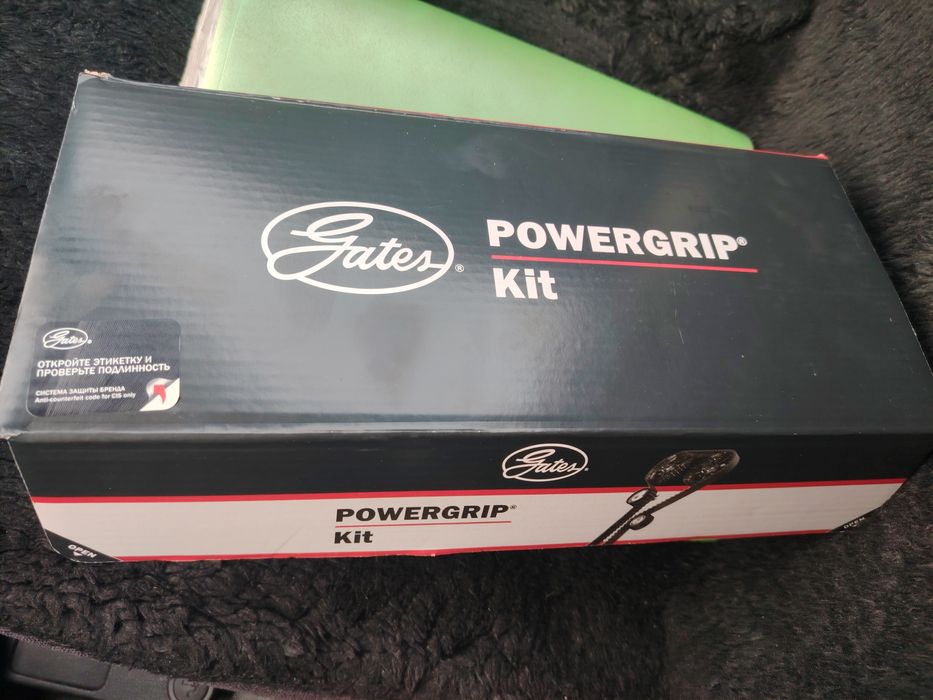 Gates®
POWERGRIP®
Kit
Gates®
ОТКРОЙТЕ ЭТИКЕТКУ И
ПРОВЕРЬТЕ ПОДЛИННОСТЬ
СИСТЕМА ЗАЩИТЫ БРЕНДА
Anti-counterfeit code for CIS only
Gates®
POWERGRIP®
Kit
OPEN
OPEN